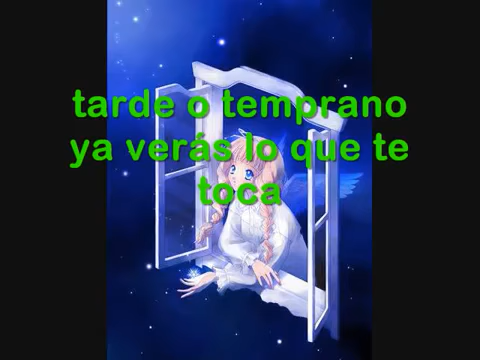 tarde o temprano
ya verás lo que te
toca